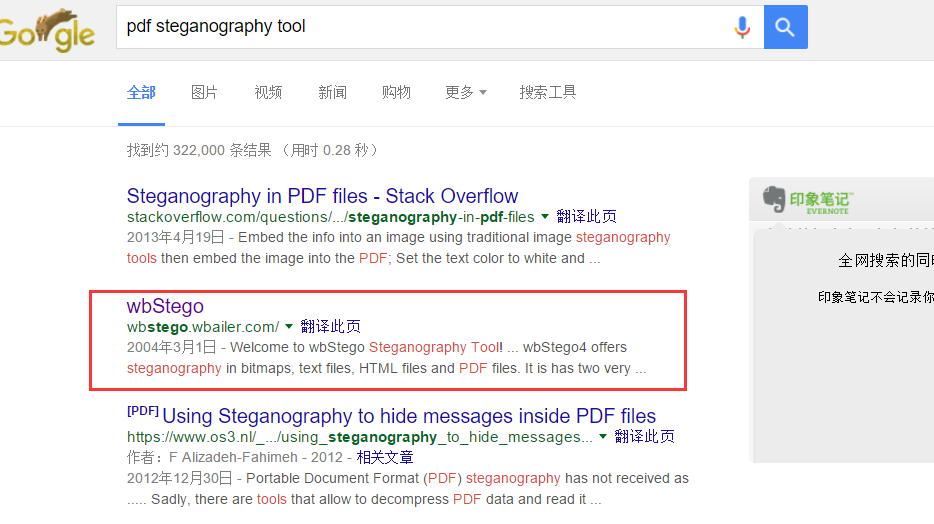 Google
pdf steganography tool
全部 图片 视频 新闻 购物 更多 搜索工具
找到约 322,000 条结果 （用时 0.28 秒）
Steganography in PDF files - Stack Overflow
stackoverflow.com/questions/.../steganography-in-pdf-files 翻译此页
2013年4月19日 - Embed the info into an image using traditional image steganography
tools then embed the image into the PDF; Set the text color to white and ...
wbStego
wbstego.wbailer.com/ 翻译此页
2004年3月1日 - Welcome to wbStego Steganography Tool! ... wbStego4 offers
steganography in bitmaps, text files, HTML files and PDF files. It is has two very ...
[PDF] Using Steganography to hide messages inside PDF files
https://www.os3.nl/_.../using_steganography_to_hide_messages... 翻译此页
作者：F Alizadeh-Fahimeh - 2012 - 相关文章
2012年12月30日 - Portable Document Format (PDF) steganography has not received as
..... Sadly, there are tools that allow to decompress PDF data and read it ...
印象笔记
EVERNOTE
全网搜索的同时
印象笔记不会记录你